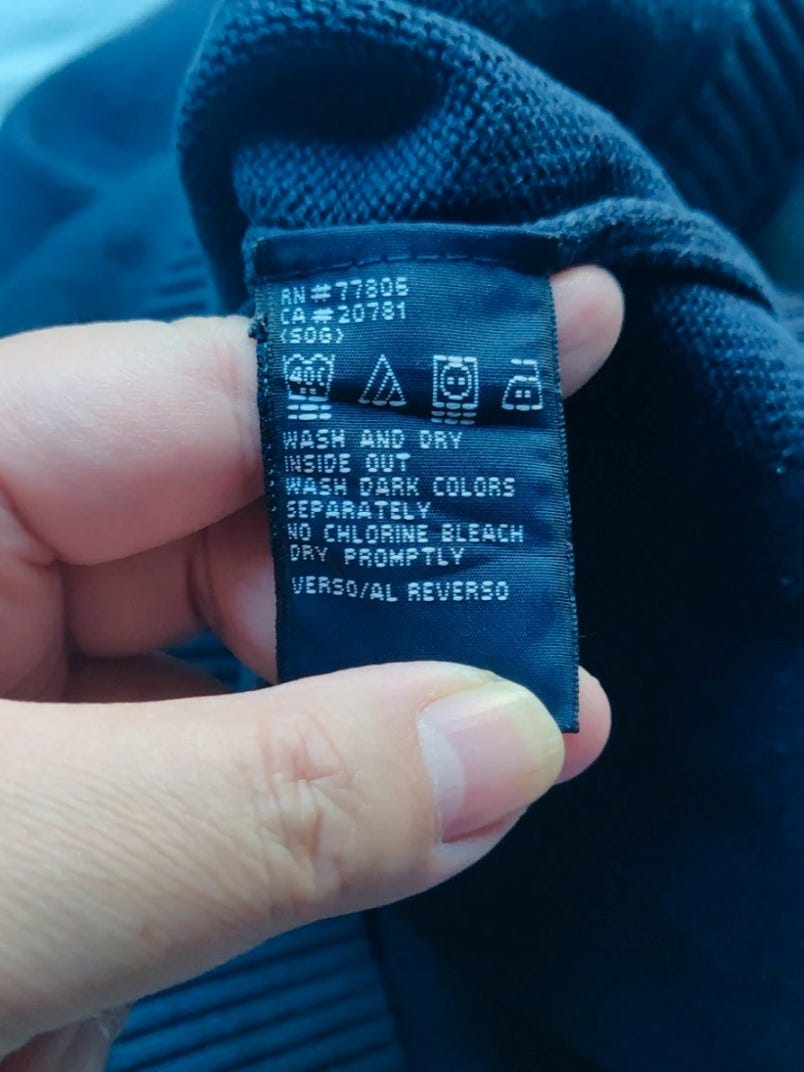 RN #77806
CA #20781
(SOG)
40
WASH AND DRY
INSIDE OUT
WASH DARK COLORS
SEPARATELY
NO CHLORINE BLEACH
DRY PROMPTLY
VERSO/AL REVERSO